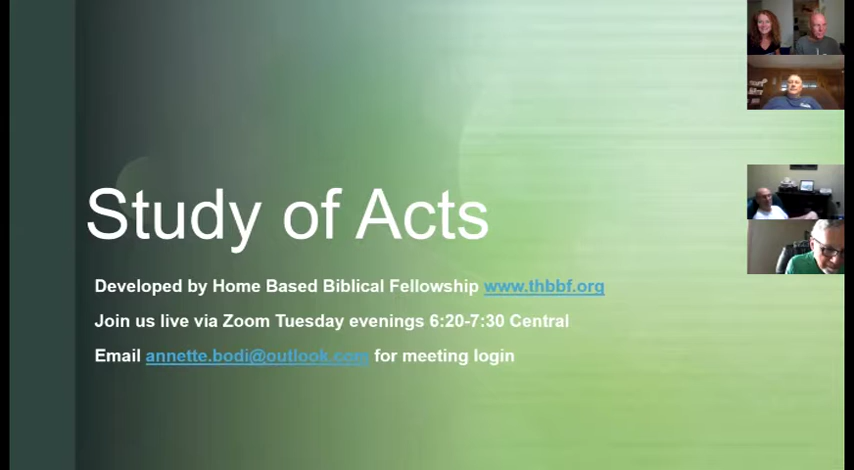 Study of Acts
Developed by Home Based Biblical Fellowship www.thbbf.org
Join us live via Zoom Tuesday evenings 6:20-7:30 Central
Email annette.bodi@outlook.com for meeting login